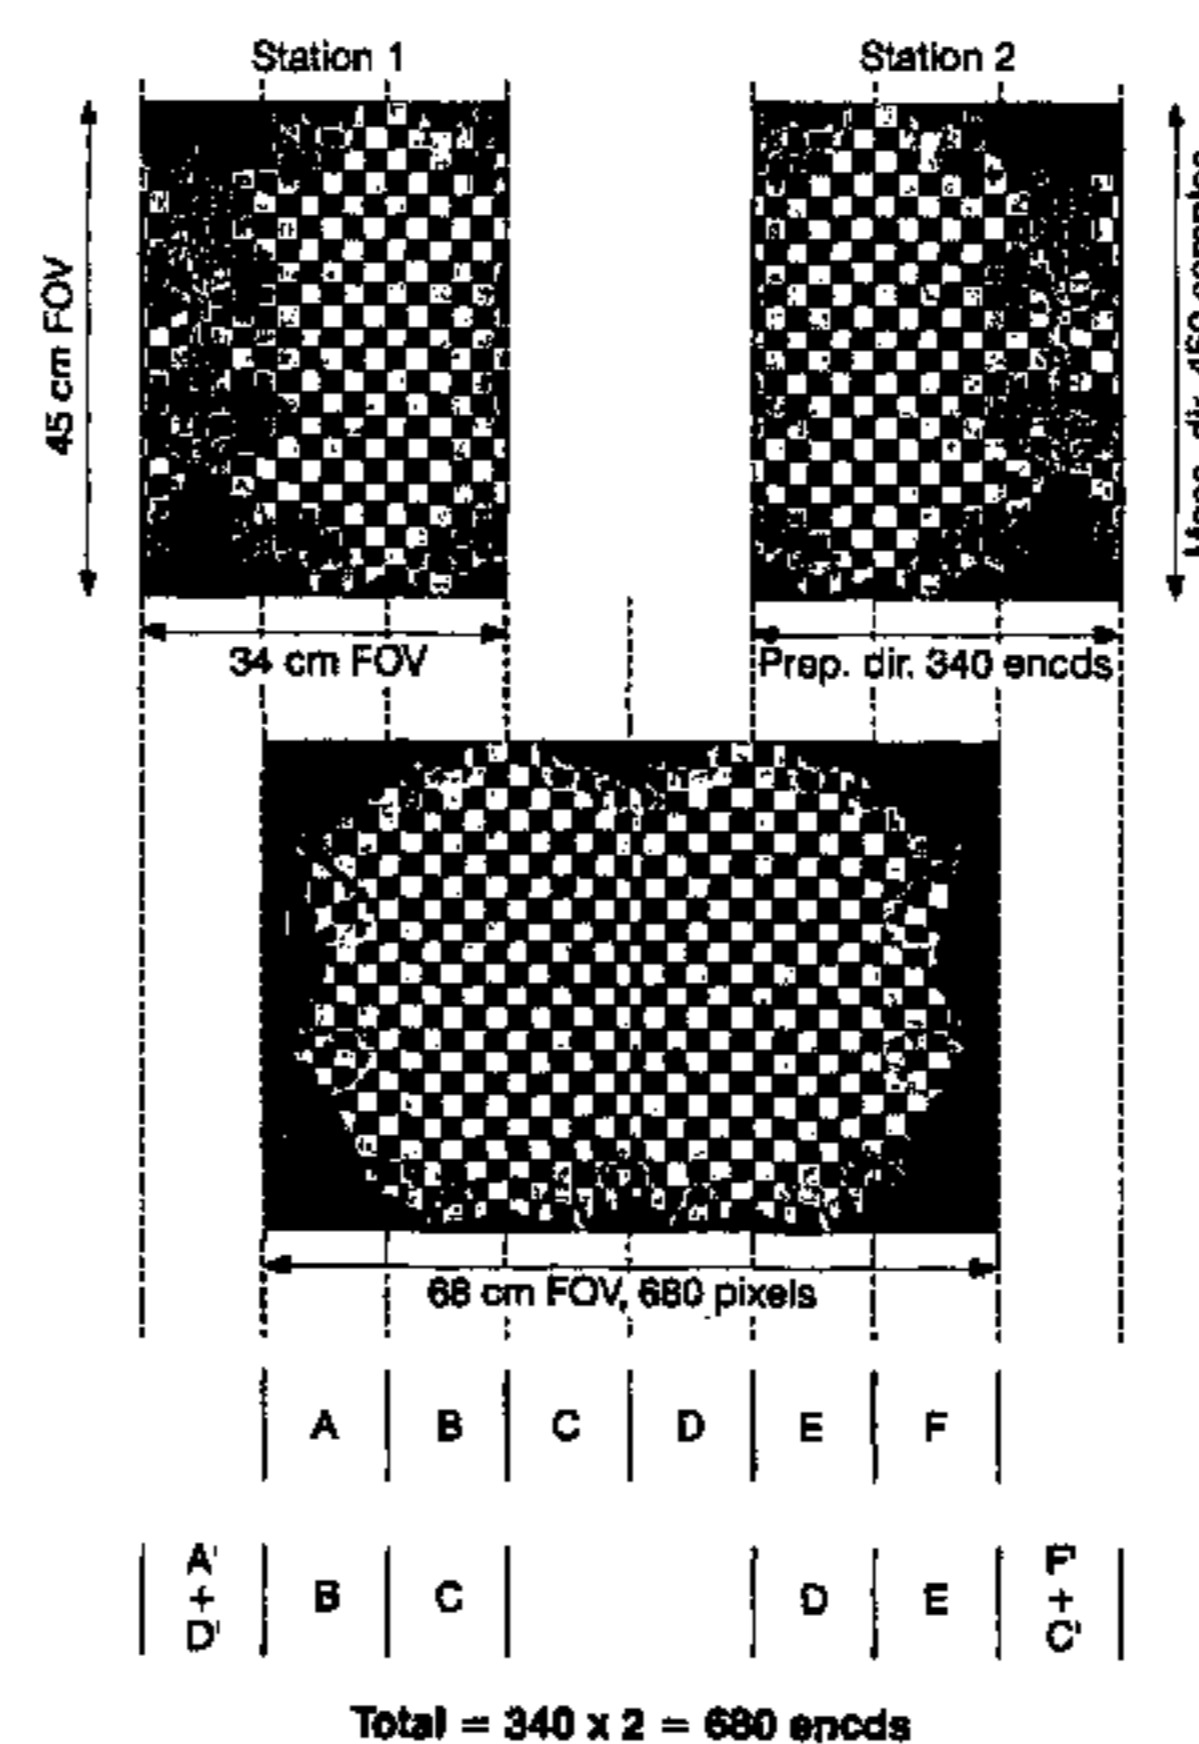 Station 1
Station 2
45 cm FOV
34 cm FOV
Prep. dir. 340 encds
68 cm FOV, 680 pixels
A B C D E F
A' + D' B C D E F' + C'
Total = 340 x 2 = 680 encds